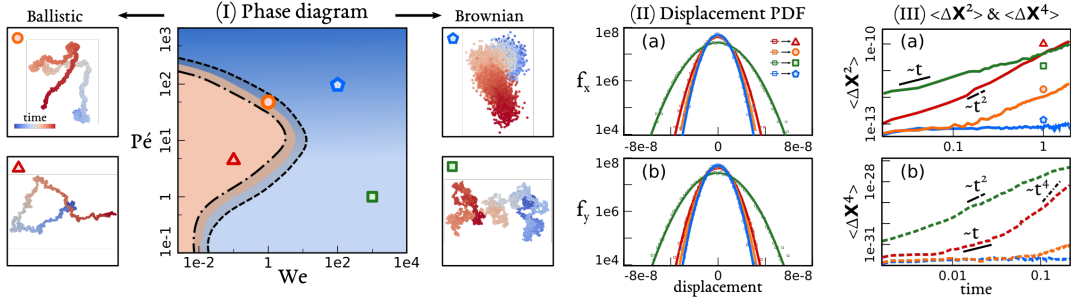 Ballistic
(I) Phase diagram
Brownian
time
Pé
1e3
1e2
1e1
1
1e-1
1e-2
1
1e2
1e4
We
(II) Displacement PDF
(a)
fx
1e8
1e6
1e4
-8e-8
0
8e-8
(b)
fy
1e8
1e6
1e4
-8e-8
0
8e-8
displacement
(III) <ΔX²> & <ΔX⁴>
(a)
<ΔX²>
1e-10
1e-13
~t
~t²
0.1
1
(b)
<ΔX⁴>
1e-28
1e-31
~t²
~t⁴
~t
0.01
0.1
time